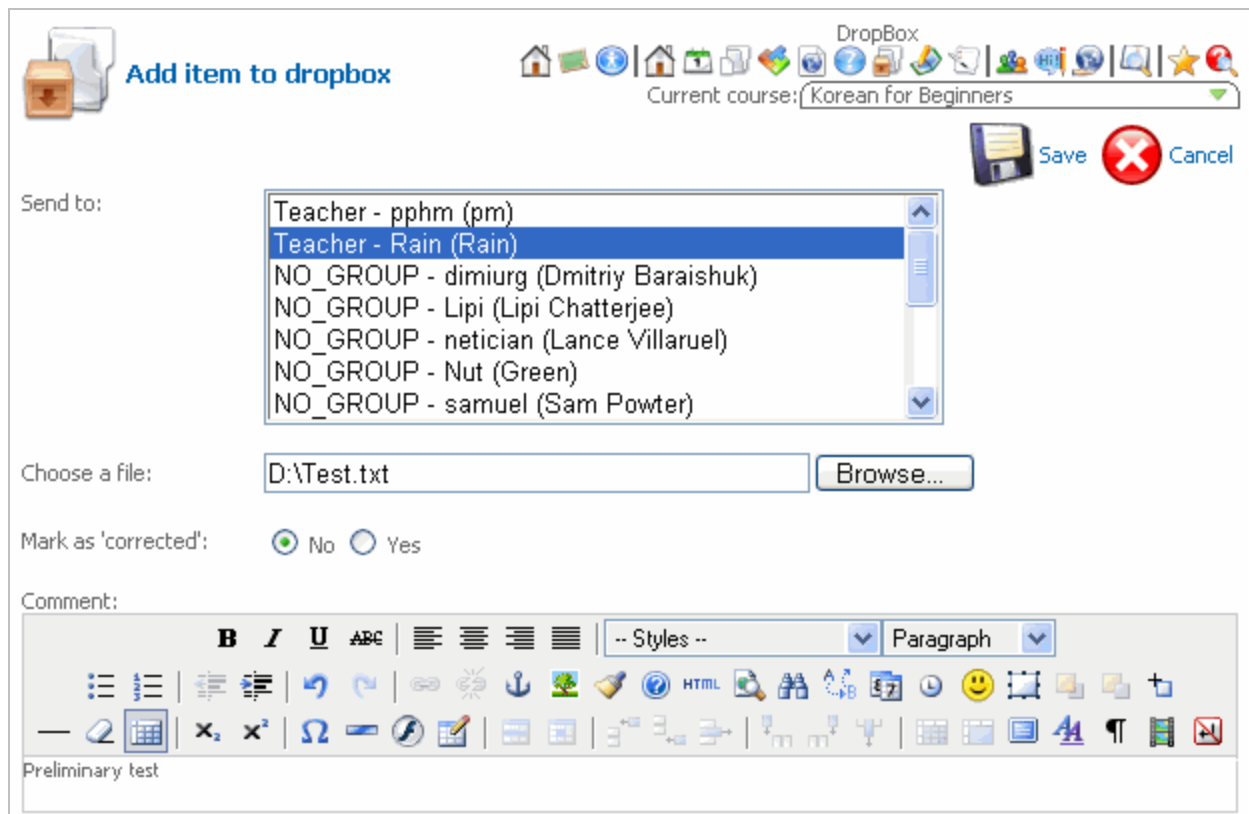 DropBox
Add item to dropbox
Current course: Korean for Beginners
Save Cancel
Send to:
Teacher - pphm (pm)
Teacher - Rain (Rain)
NO_GROUP - dimiurg (Dmitriy Baraishuk)
NO_GROUP - Lipi (Lipi Chatterjee)
NO_GROUP - netician (Lance Villaruel)
NO_GROUP - Nut (Green)
NO_GROUP - samuel (Sam Powter)
Choose a file: D:\Test.txt Browse...
Mark as 'corrected': No Yes
Comment:
B I U ABC -- Styles -- Paragraph
HTML
Preliminary test